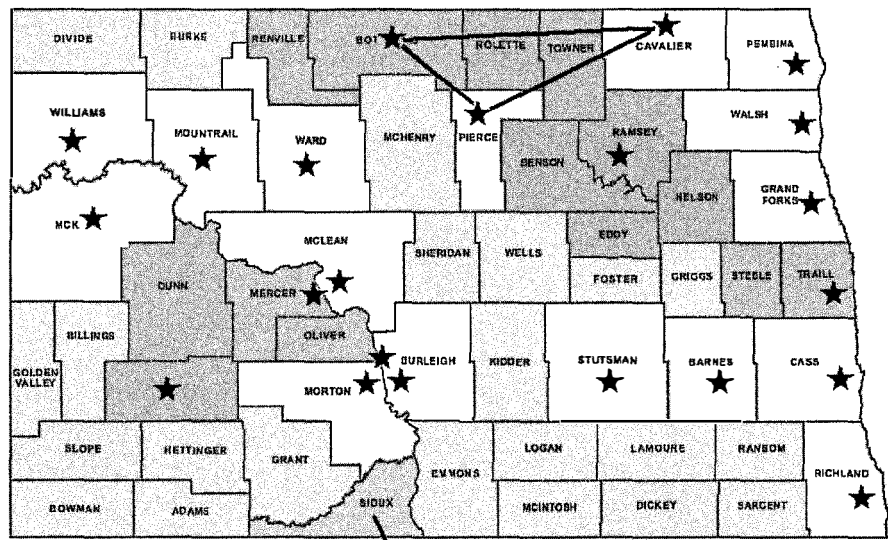 DIVIDE
BURKE
RENVILLE
BOT
ROLETTE
TOWNER
CAVALIER
PEMBINA
WILLIAMS
MOUNTRAIL
WARD
MCHENRY
PIERCE
BENSON
RAMSEY
WALSH
NELSON
GRAND
FORKS
MCK
MCLEAN
SHERIDAN
WELLS
EDDY
FOSTER
GRIGGS
STEELE
TRAILL
DUNN
MERCER
OLIVER
BILLINGS
GOLDEN
VALLEY
BURLEIGH
KIDDER
STUTSMAN
BARNES
CASS
MORTON
SLOPE
HETTINGER
GRANT
EMMONS
LOGAN
LAMOURE
RANSOM
RICHLAND
BOWMAN
ADAMS
SIOUX
MCINTOSH
DICKEY
SARGENT